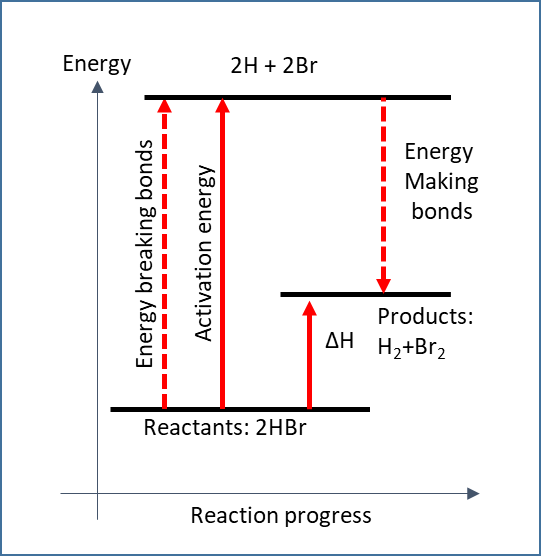 Energy
2H + 2Br
Energy breaking bonds
Activation energy
Energy
Making
bonds
ΔH
Products:
H₂+Br₂
Reactants: 2HBr
Reaction progress